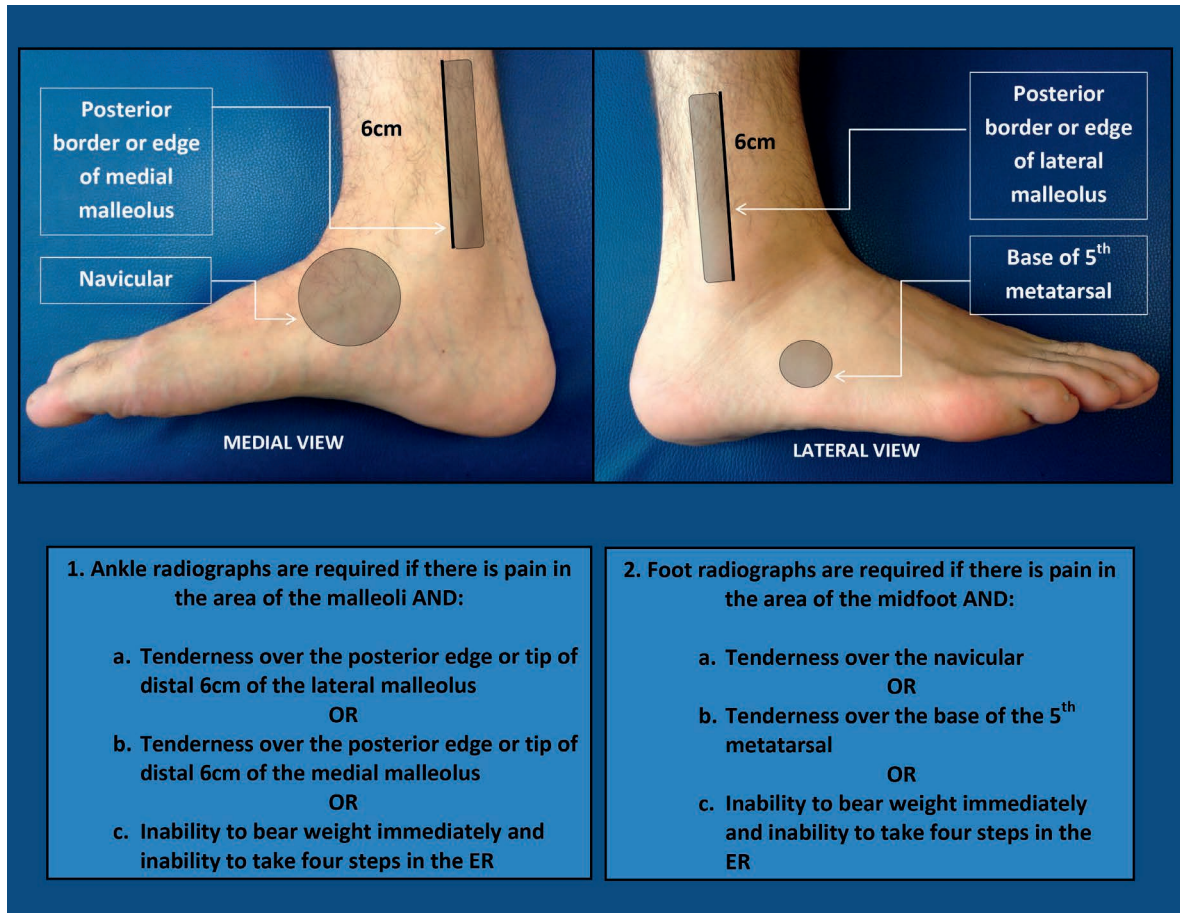 Posterior
border or edge
of medial
malleolus
6cm
Navicular
MEDIAL VIEW
6cm
Posterior
border or edge
of lateral
malleolus
Base of 5th
metatarsal
LATERAL VIEW
1. Ankle radiographs are required if there is pain in
the area of the malleoli AND:
a. Tenderness over the posterior edge or tip of
distal 6cm of the lateral malleolus
OR
b. Tenderness over the posterior edge or tip of
distal 6cm of the medial malleolus
OR
c. Inability to bear weight immediately and
inability to take four steps in the ER
2. Foot radiographs are required if there is pain in
the area of the midfoot AND:
a. Tenderness over the navicular
OR
b. Tenderness over the base of the 5th
metatarsal
OR
c. Inability to bear weight immediately
and inability to take four steps in the
ER